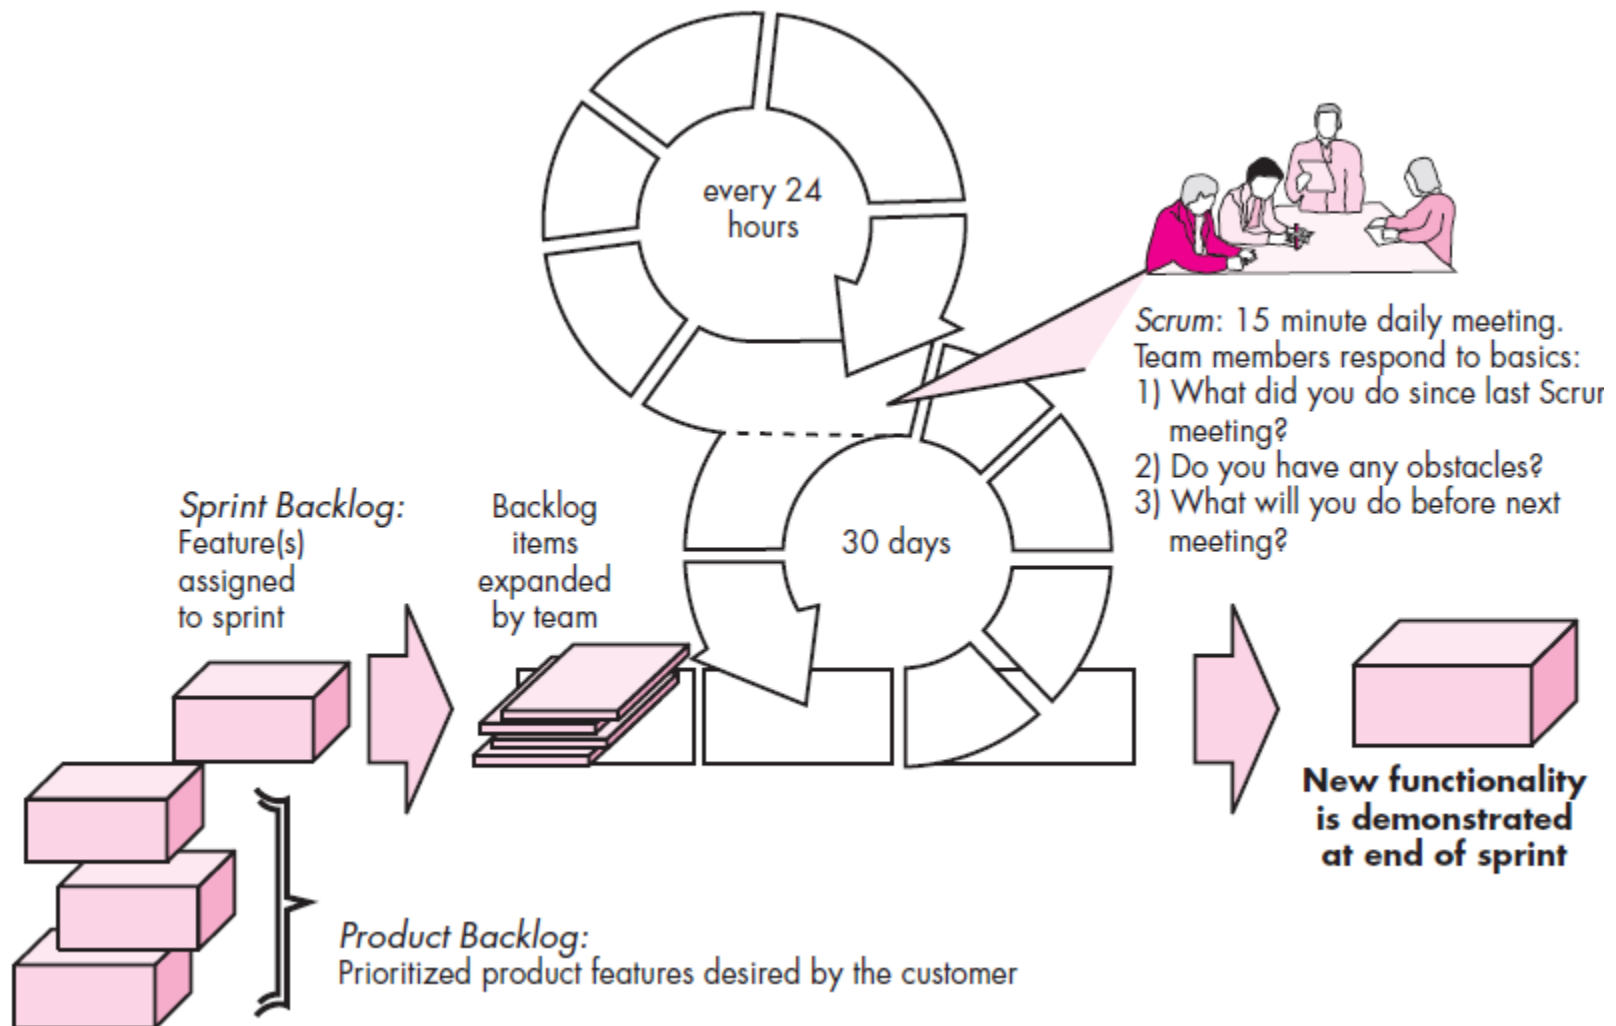 every 24
hours
Scrum: 15 minute daily meeting.
Team members respond to basics:
1) What did you do since last Scrum
meeting?
2) Do you have any obstacles?
3) What will you do before next
meeting?
Sprint Backlog:
Feature(s)
assigned
to sprint
Backlog
items
expanded
by team
30 days
New functionality
is demonstrated
at end of sprint
Product Backlog:
Prioritized product features desired by the customer